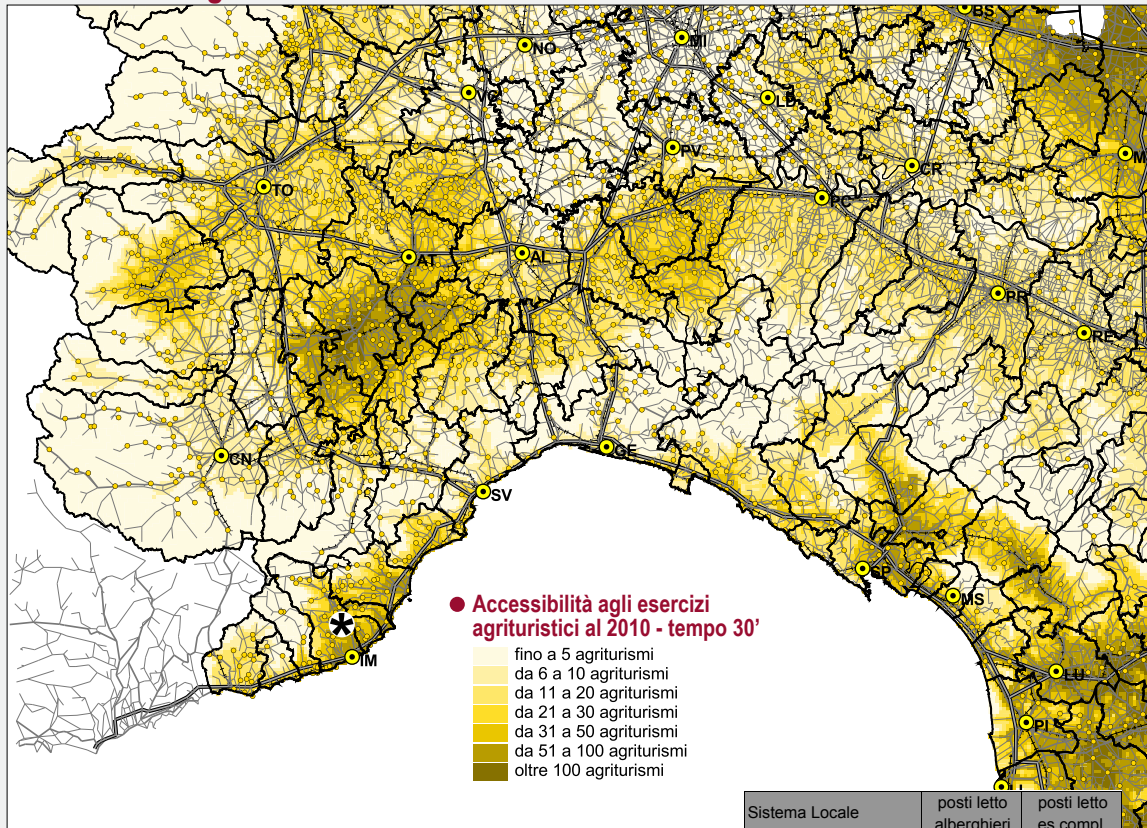 BS
NO
MI
LD
PV
CR
TO
PC
AT
AL
PR
RE
GE
CN
SV
SP
MS
IM
LU
PI
Accessibilità agli esercizi
agrituristici al 2010 - tempo 30’
fino a 5 agriturismi
da 6 a 10 agriturismi
da 11 a 20 agriturismi
da 21 a 30 agriturismi
da 31 a 50 agriturismi
da 51 a 100 agriturismi
oltre 100 agriturismi
Sistema Locale
posti letto
alberghieri
posti letto
es.compl.